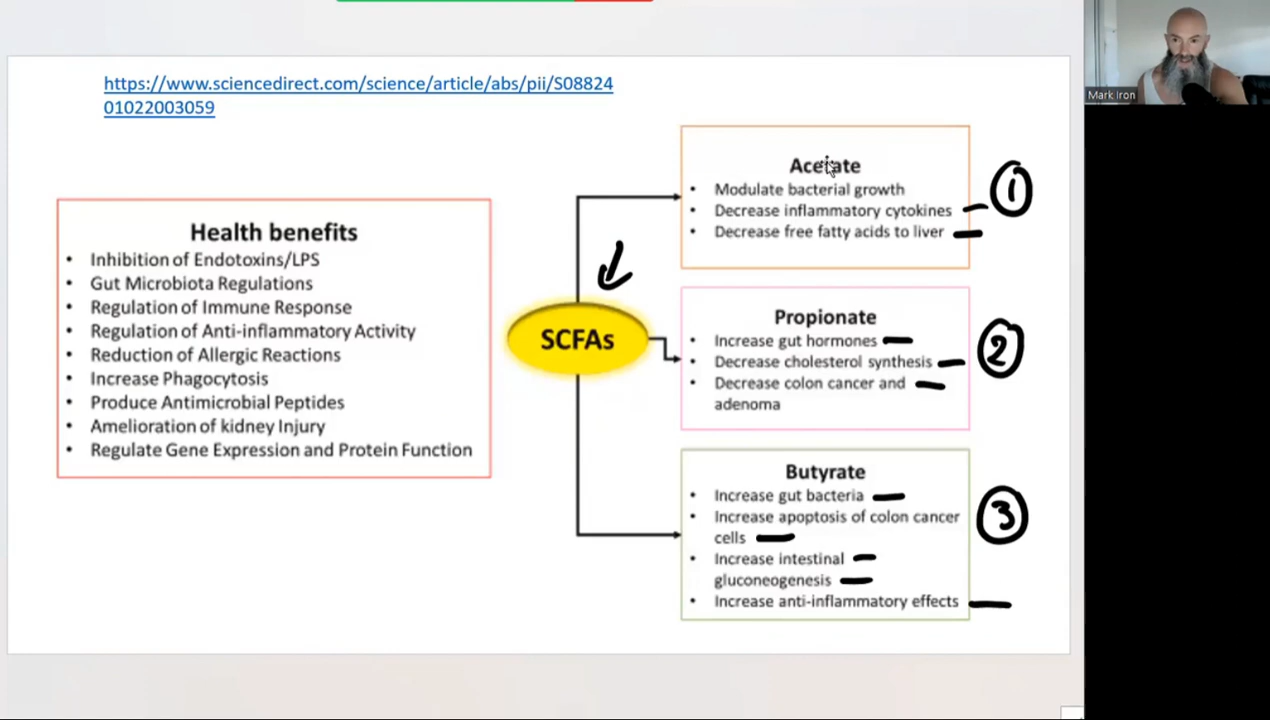 https://www.sciencedirect.com/science/article/abs/pii/S08824
01022003059
Health benefits
• Inhibition of Endotoxins/LPS
• Gut Microbiota Regulations
• Regulation of Immune Response
• Regulation of Anti-inflammatory Activity
• Reduction of Allergic Reactions
• Increase Phagocytosis
• Produce Antimicrobial Peptides
• Amelioration of kidney Injury
• Regulate Gene Expression and Protein Function
SCFAs
Acetate
• Modulate bacterial growth
• Decrease inflammatory cytokines
• Decrease free fatty acids to liver
1
Propionate
• Increase gut hormones
• Decrease cholesterol synthesis
• Decrease colon cancer and
adenoma
2
Butyrate
• Increase gut bacteria
• Increase apoptosis of colon cancer
cells
• Increase intestinal
gluconeogenesis
• Increase anti-inflammatory effects
3
Mark Iron